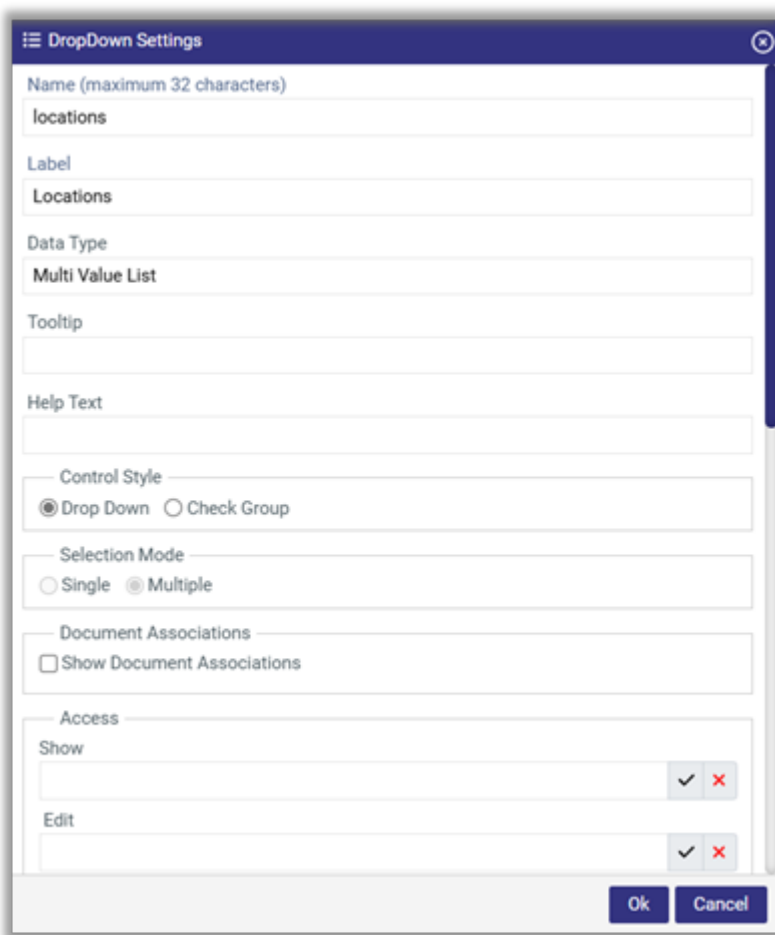 DropDown Settings
Name (maximum 32 characters)
locations
Label
Locations
Data Type
Multi Value List
Tooltip
Help Text
Control Style
Drop Down Check Group
Selection Mode
Single Multiple
Document Associations
Show Document Associations
Access
Show
Edit
Ok Cancel